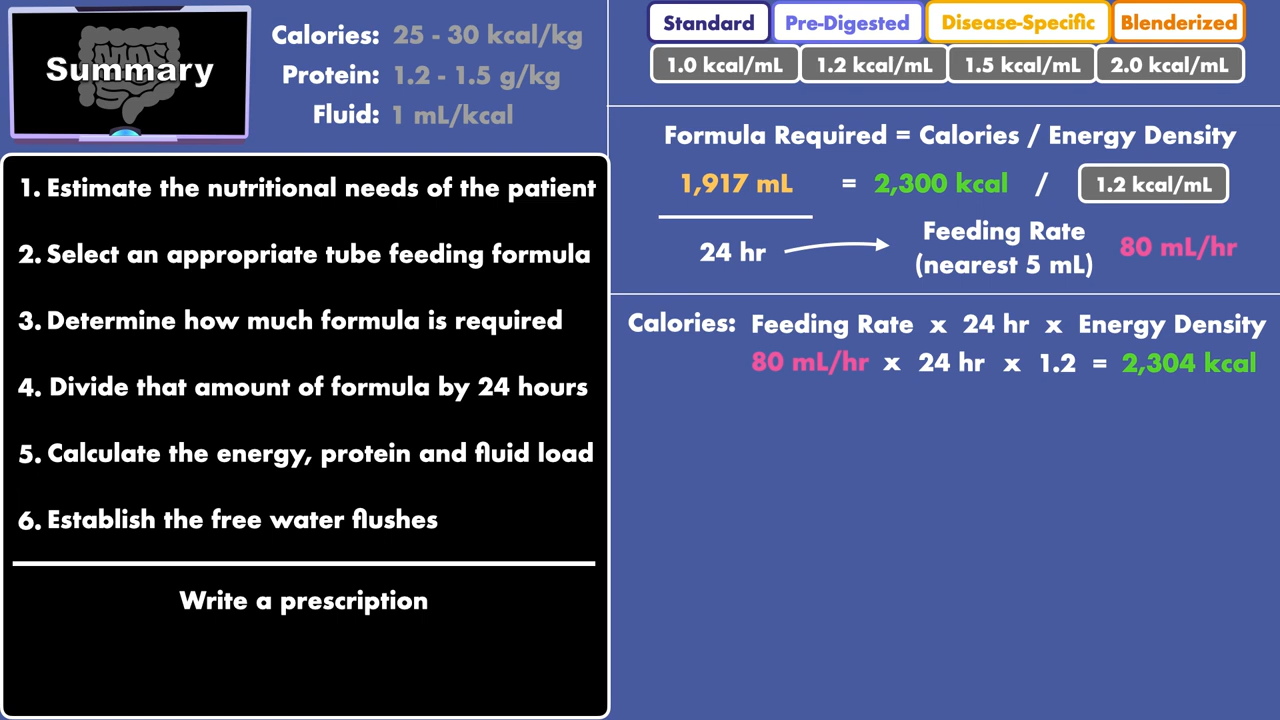 Summary
Calories: 25 - 30 kcal/kg
Protein: 1.2 - 1.5 g/kg
Fluid: 1 mL/kcal
1. Estimate the nutritional needs of the patient
2. Select an appropriate tube feeding formula
3. Determine how much formula is required
4. Divide that amount of formula by 24 hours
5. Calculate the energy, protein and fluid load
6. Establish the free water flushes
Write a prescription
Standard Pre-Digested Disease-Specific Blenderized
1.0 kcal/mL 1.2 kcal/mL 1.5 kcal/mL 2.0 kcal/mL
Formula Required = Calories / Energy Density
1,917 mL = 2,300 kcal / 1.2 kcal/mL
24 hr Feeding Rate (nearest 5 mL) 80 mL/hr
Calories: Feeding Rate x 24 hr x Energy Density
80 mL/hr x 24 hr x 1.2 = 2,304 kcal